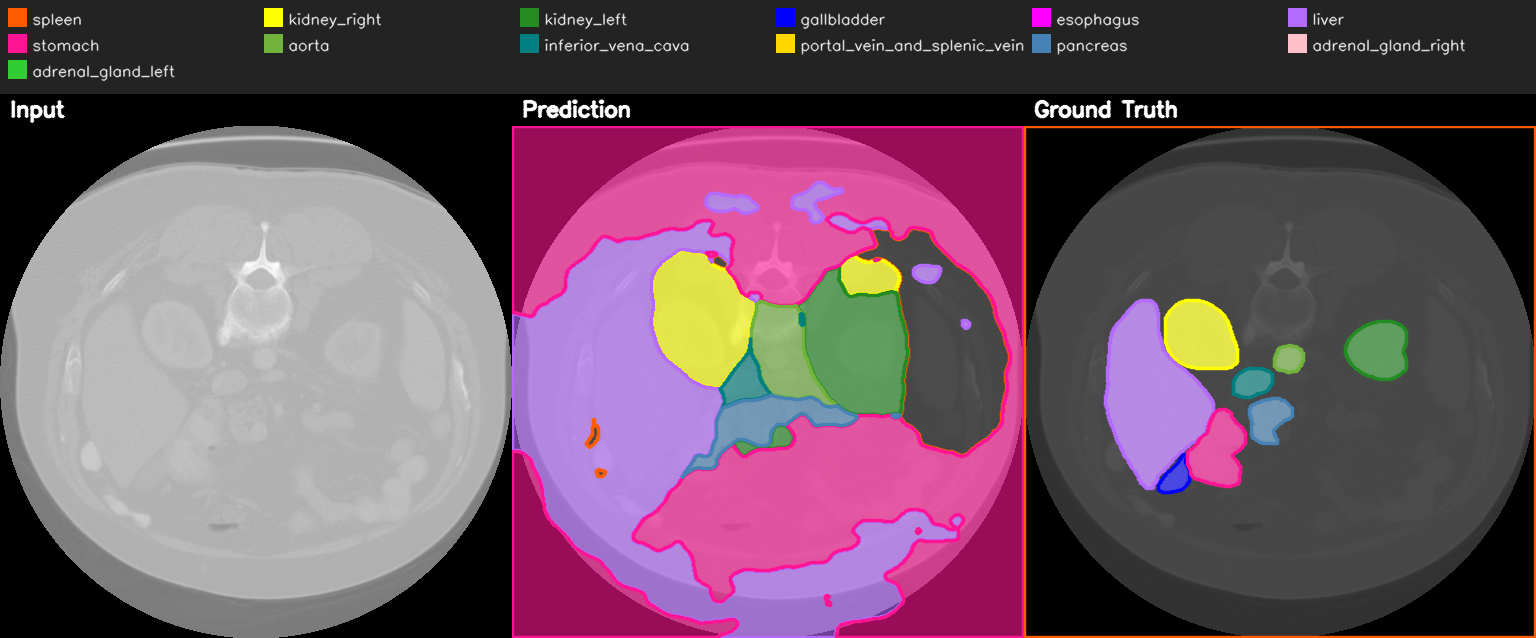 spleen kidney_right kidney_left gallbladder esophagus liver
stomach aorta inferior_vena_cava portal_vein_and_splenic_vein pancreas adrenal_gland_right
adrenal_gland_left
Input Prediction Ground Truth